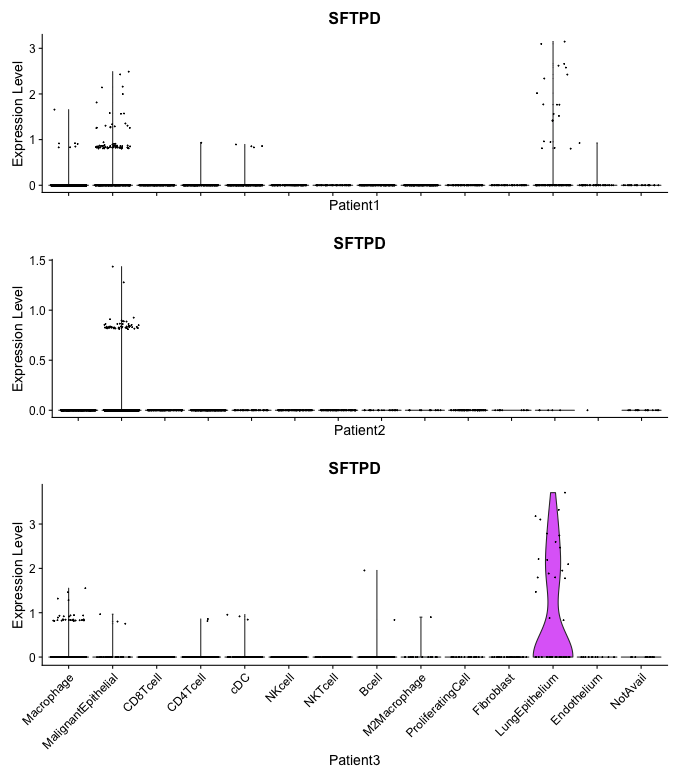 SFTPD
Expression Level
3
2
1
0
Patient1
SFTPD
Expression Level
1.5
1.0
0.5
0.0
Patient2
SFTPD
Expression Level
3
2
1
0
Macrophage
MalignantEpithelial
CD8Tcell
CD4Tcell
cDC
NKcell
NKTcell
Bcell
M2Macrophage
ProliferatingCell
Fibroblast
LungEpithelium
Endothelium
NotAvail
Patient3